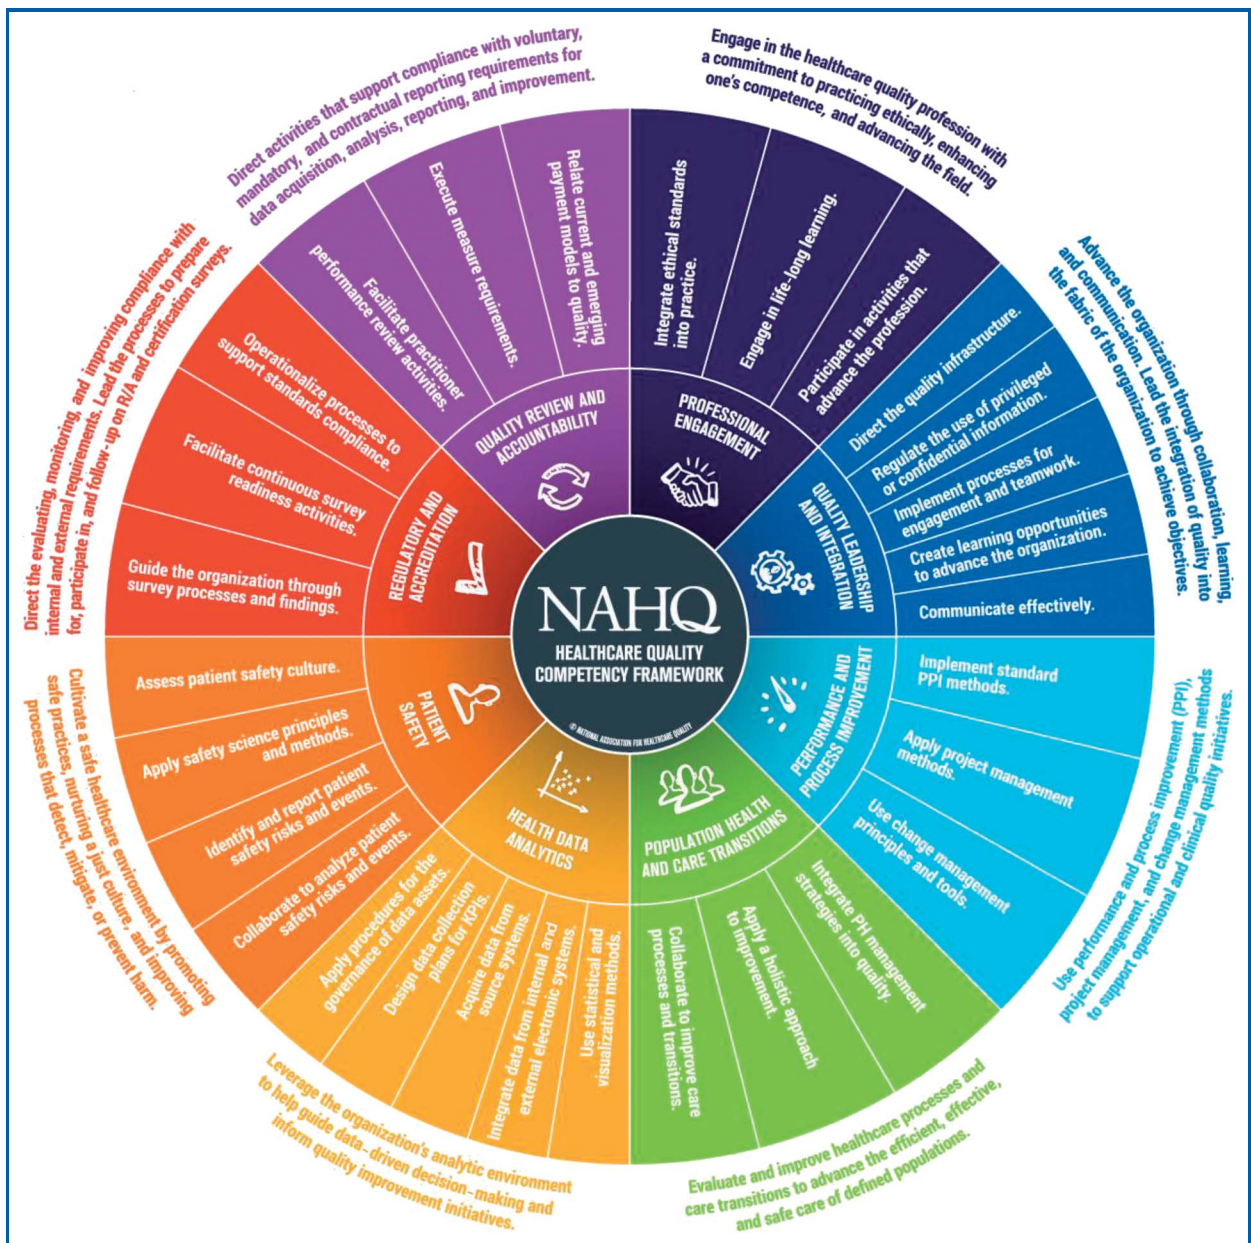 NAHQ
HEALTHCARE QUALITY
COMPETENCY FRAMEWORK
© NATIONAL ASSOCIATION FOR HEALTHCARE QUALITY
Engage in the healthcare quality profession with
a commitment to practicing ethically, enhancing
one's competence, and advancing the field.
PROFESSIONAL
ENGAGEMENT
Integrate ethical standards
into practice.
Engage in life-long learning.
Participate in activities that
advance the profession.
Advance the organization through collaboration, learning,
and communication. Lead the integration of quality into
the fabric of the organization to achieve objectives.
QUALITY LEADERSHIP
AND INTEGRATION
Direct the quality infrastructure.
Regulate the use of privileged
or confidential information.
Implement processes for
engagement and teamwork.
Create learning opportunities
to advance the organization.
Communicate effectively.
Use performance and process improvement (PPI),
project management, and change management methods
to support operational and clinical quality initiatives.
PERFORMANCE AND
PROCESS IMPROVEMENT
Implement standard
PPI methods.
Apply project management
methods.
Use change management
principles and tools.
Evaluate and improve healthcare processes and
care transitions to advance the efficient, effective,
and safe care of defined populations.
POPULATION HEALTH
AND CARE TRANSITIONS
Integrate PH management
strategies into quality.
Apply a holistic approach
to improvement.
Collaborate to improve care
processes and transitions.
Leverage the organization's analytic environment
to help guide data-driven decision-making and
inform quality improvement initiatives.
HEALTH DATA
ANALYTICS
Use statistical and
visualization methods.
Integrate data from internal and
external electronic systems.
Acquire data from
source systems.
Design data collection
plans for KPIs.
Apply procedures for the
governance of data assets.
Cultivate a safe healthcare environment by promoting
safe practices, nurturing a just culture, and improving
processes that detect, mitigate, or prevent harm.
PATIENT
SAFETY
Collaborate to analyze patient
safety risks and events.
Identify and report patient
safety risks and events.
Apply safety science principles
and methods.
Assess patient safety culture.
Direct the evaluating, monitoring, and improving compliance with
internal and external requirements. Lead the processes to prepare
for, participate in, and follow-up on R/A and certification surveys.
REGULATORY AND
ACCREDITATION
Guide the organization through
survey processes and findings.
Facilitate continuous survey
readiness activities.
Operationalize processes to
support standards compliance.
Direct activities that support compliance with voluntary,
mandatory, and contractual reporting requirements for
data acquisition, analysis, reporting, and improvement.
QUALITY REVIEW AND
ACCOUNTABILITY
Facilitate practitioner
performance review activities.
Execute measure requirements.
Relate current and emerging
payment models to quality.